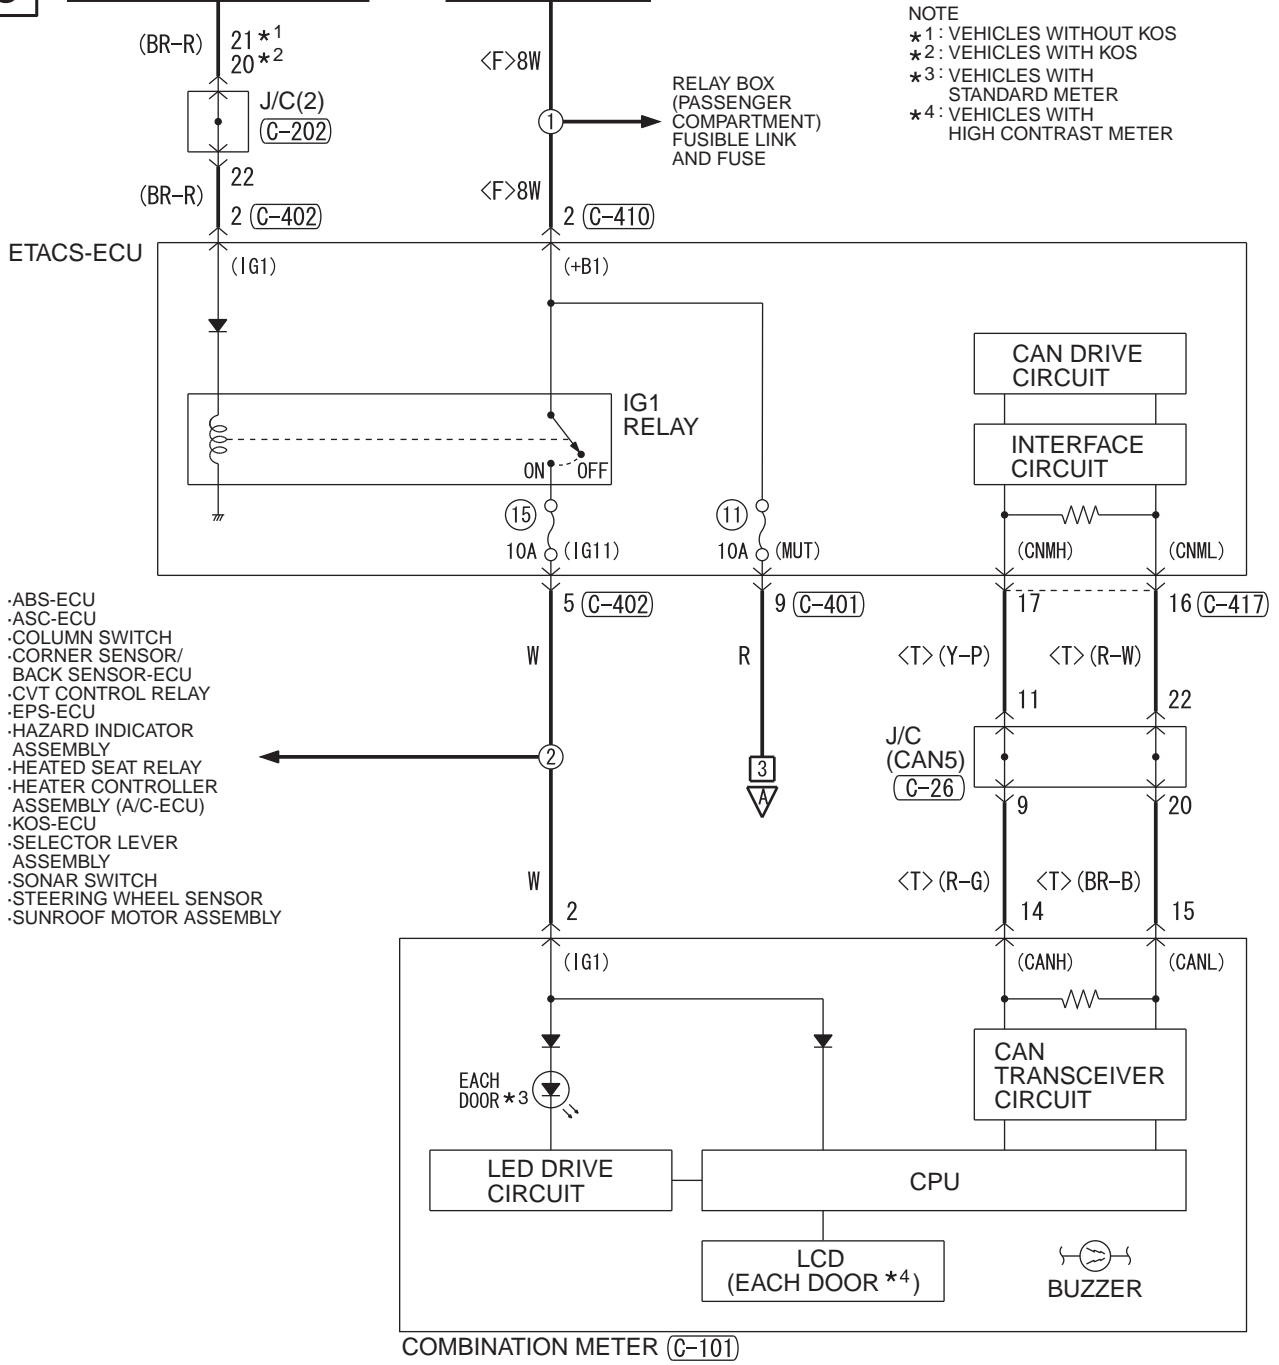 NOTE
*1: VEHICLES WITHOUT KOS
*2: VEHICLES WITH KOS
*3: VEHICLES WITH
STANDARD METER
*4: VEHICLES WITH
HIGH CONTRAST METER
(BR-R)
21 *1
20 *2
<F>8W
J/C(2)
(C-202)
1
RELAY BOX
(PASSENGER
COMPARTMENT)
FUSIBLE LINK
AND FUSE
22
(BR-R)
<F>8W
2 (C-402)
2 (C-410)
ETACS-ECU
(IG1)
(+B1)
CAN DRIVE
CIRCUIT
IG1
RELAY
INTERFACE
CIRCUIT
ON
OFF
15
10A
(IG11)
11
10A
(MUT)
(CNMH)
(CNML)
5 (C-402)
9 (C-401)
17
16 (C-417)
·ABS-ECU
·ASC-ECU
·COLUMN SWITCH
·CORNER SENSOR/
BACK SENSOR-ECU
·CVT CONTROL RELAY
·EPS-ECU
·HAZARD INDICATOR
ASSEMBLY
·HEATED SEAT RELAY
·HEATER CONTROLLER
ASSEMBLY (A/C-ECU)
·KOS-ECU
·SELECTOR LEVER
ASSEMBLY
·SONAR SWITCH
·STEERING WHEEL SENSOR
·SUNROOF MOTOR ASSEMBLY
W
R
<T>(Y-P)
<T>(R-W)
11
22
2
3
A
J/C
(CAN5)
(C-26)
9
20
W
<T>(R-G)
<T>(BR-B)
2
14
15
(IG1)
(CANH)
(CANL)
EACH
DOOR *3
CAN
TRANSCEIVER
CIRCUIT
LED DRIVE
CIRCUIT
CPU
LCD
(EACH DOOR *4)
BUZZER
COMBINATION METER (C-101)